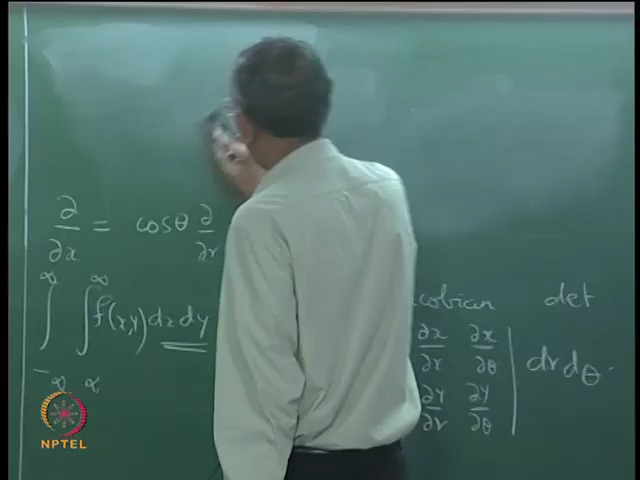 ∂/∂x = cosθ ∂/∂r
∫_{-∞}^{∞} ∫_{∝}^{∞} f(x,y) dx dy
cobian det
| ∂x/∂r ∂x/∂θ |
| ∂y/∂r ∂y/∂θ | dr dθ.
NPTEL